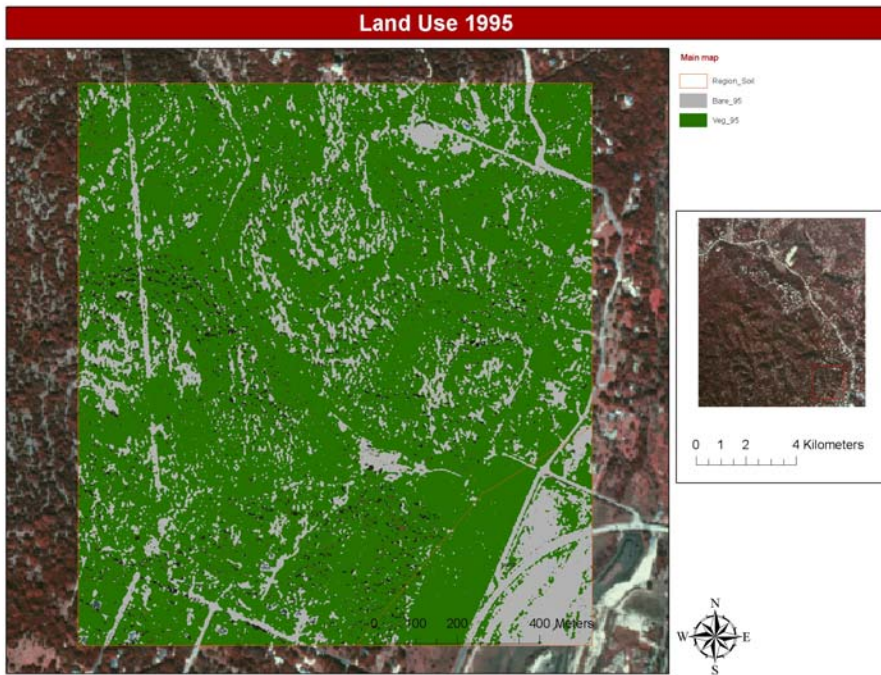 Land Use 1995
Main map
Region_Soil
Bare_95
Veg_95
0 1 2 4 Kilometers
0 100 200 400 Meters
N
W E
S